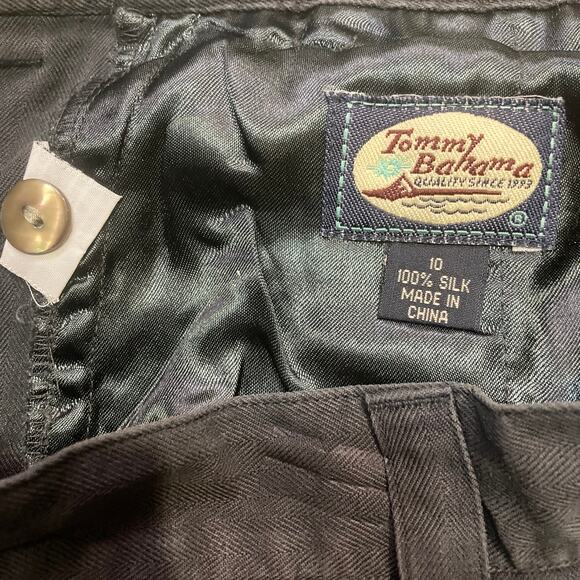 Tommy
Bahama
QUALITY SINCE 1993
®
10
100% SILK
MADE IN
CHINA